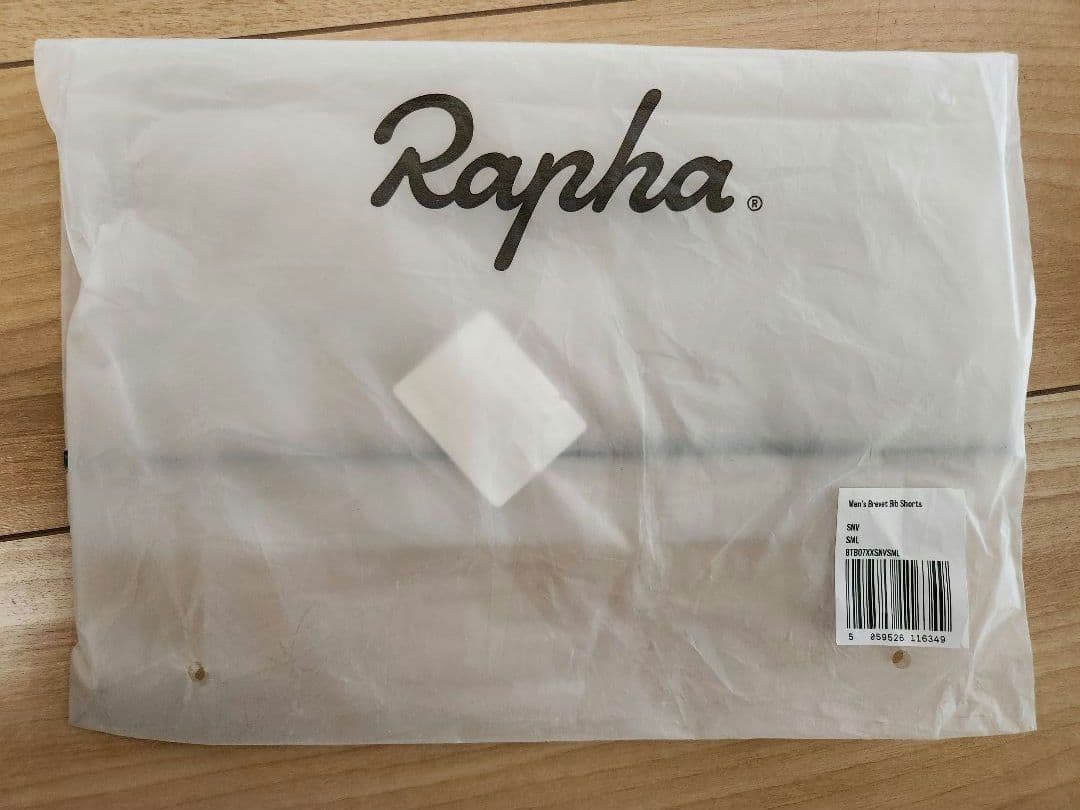 Rapha®
Men's Brevet Bib Shorts
SNV
SML
BTB07XXSNVSML
5 059526 116349